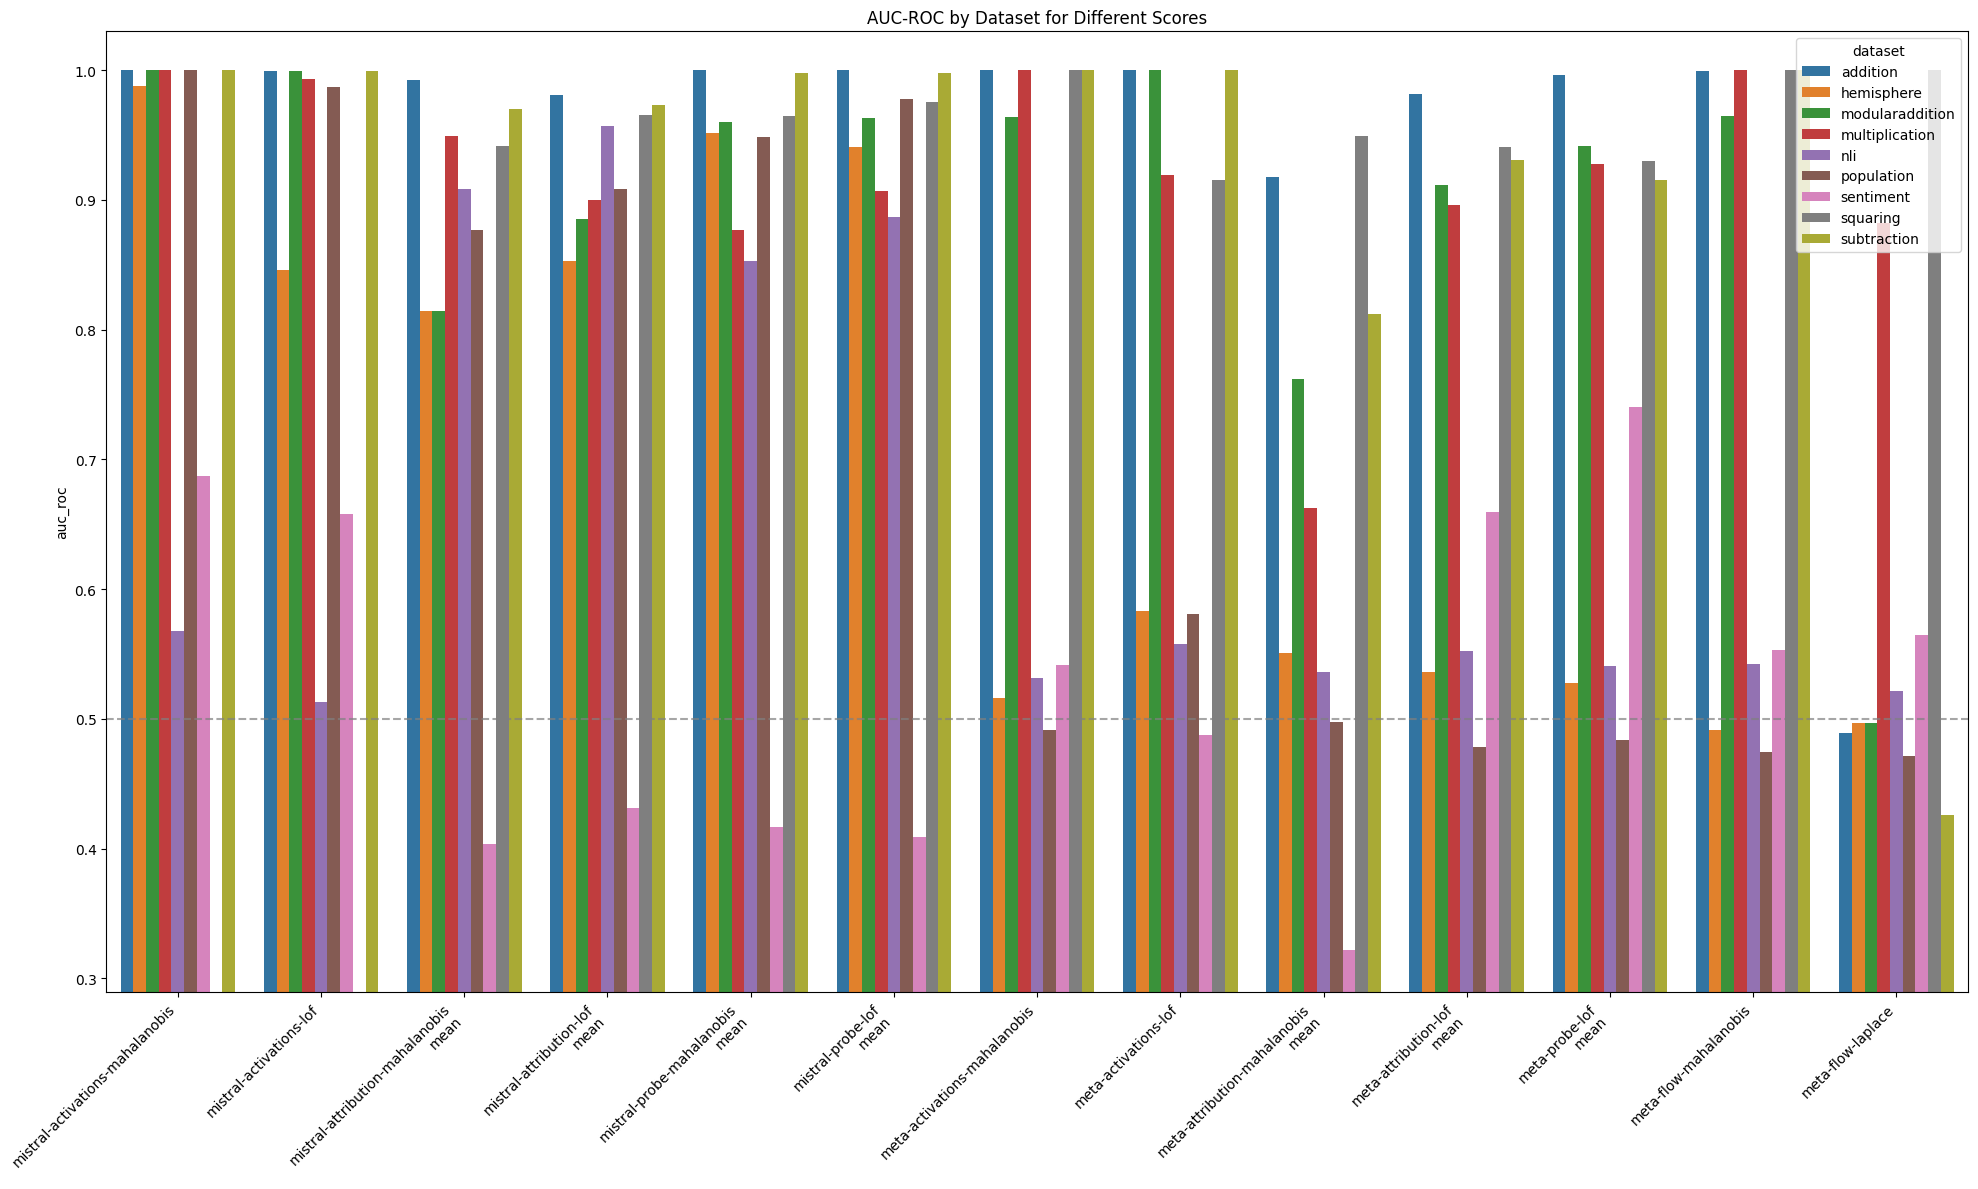 AUC-ROC by Dataset for Different Scores
dataset
addition
hemisphere
modularaddition
multiplication
nli
population
sentiment
squaring
subtraction
auc_roc
1.0
0.9
0.8
0.7
0.6
0.5
0.4
0.3
mistral-activations-mahalanobis
mistral-activations-lof
mistral-attribution-mahalanobis
mean
mistral-attribution-lof
mean
mistral-probe-mahalanobis
mean
mistral-probe-lof
mean
meta-activations-mahalanobis
meta-activations-lof
meta-attribution-mahalanobis
mean
meta-attribution-lof
mean
meta-probe-lof
mean
meta-flow-mahalanobis
meta-flow-laplace